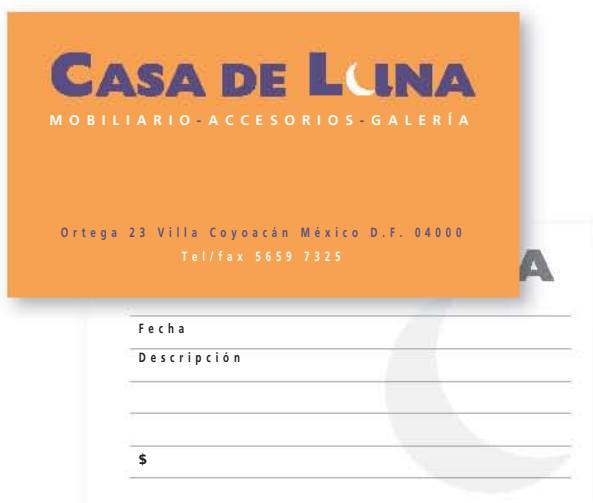 CASA DE LUNA
MOBILIARIO-ACCESORIOS-GALERÍA
Ortega 23 Villa Coyoacán México D.F. 04000
Tel/fax 5659 7325
A
Fecha
Descripción
$